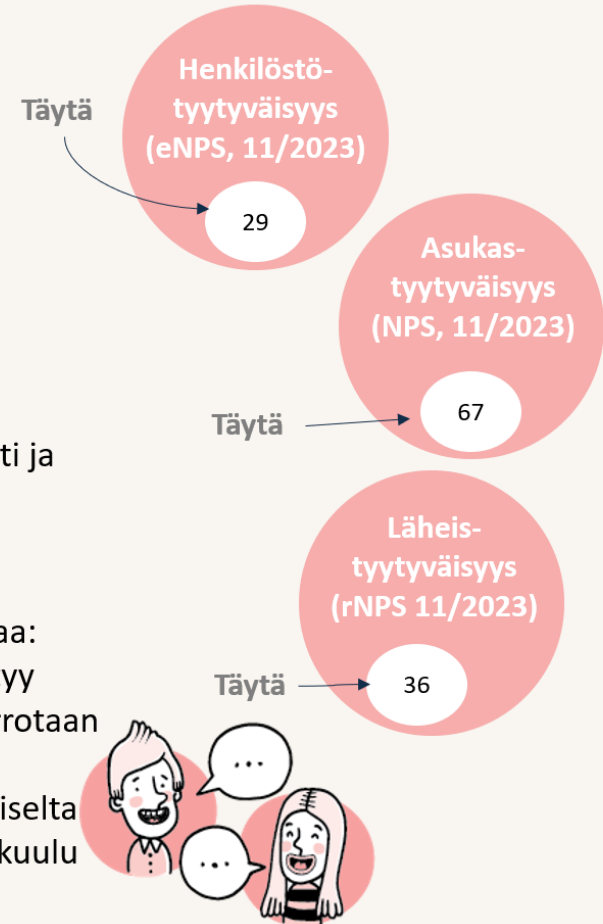 Henkilöstö-
tyytyväisyys
(eNPS, 11/2023)
Täytä
29
Asukas-
tyytyväisyys
(NPS, 11/2023)
Täytä
67
ti ja
Läheis-
tyytyväisyys
(rNPS 11/2023)
Täytä
36
aa:
yy
rotaan
iselta
kuulu
...
...